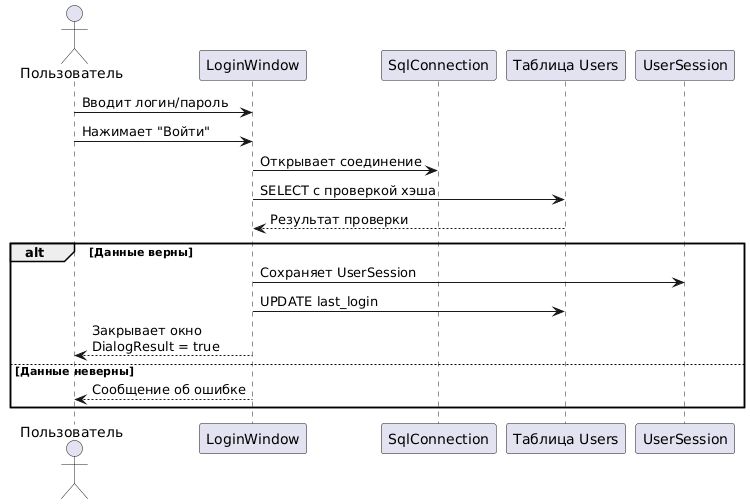 Пользователь
LoginWindow
SqlConnection
Таблица Users
UserSession
Вводит логин/пароль
Нажимает "Войти"
Открывает соединение
SELECT с проверкой хэша
Результат проверки
alt
[Данные верны]
Сохраняет UserSession
UPDATE last_login
Закрывает окно
DialogResult = true
[Данные неверны]
Сообщение об ошибке
Пользователь
LoginWindow
SqlConnection
Таблица Users
UserSession